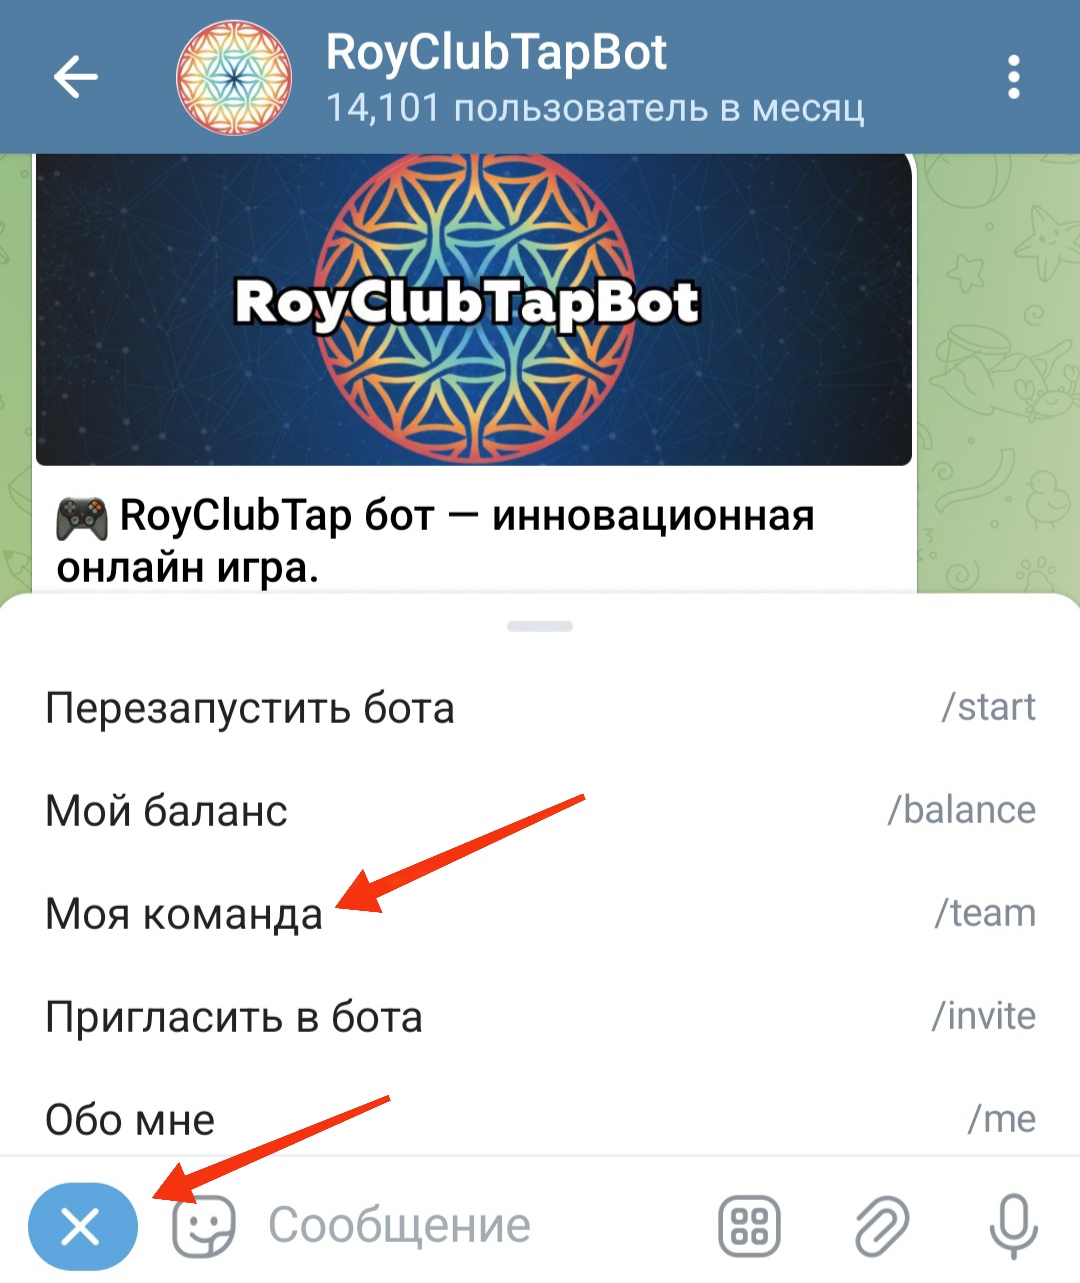 RoyClubTapBot
14,101 пользователь в месяц
RoyClubTapBot
RoyClubTap бот — инновационная
онлайн игра.
Перезапустить бота /start
Мой баланс /balance
Моя команда /team
Пригласить в бота /invite
Обо мне /me
Сообщение